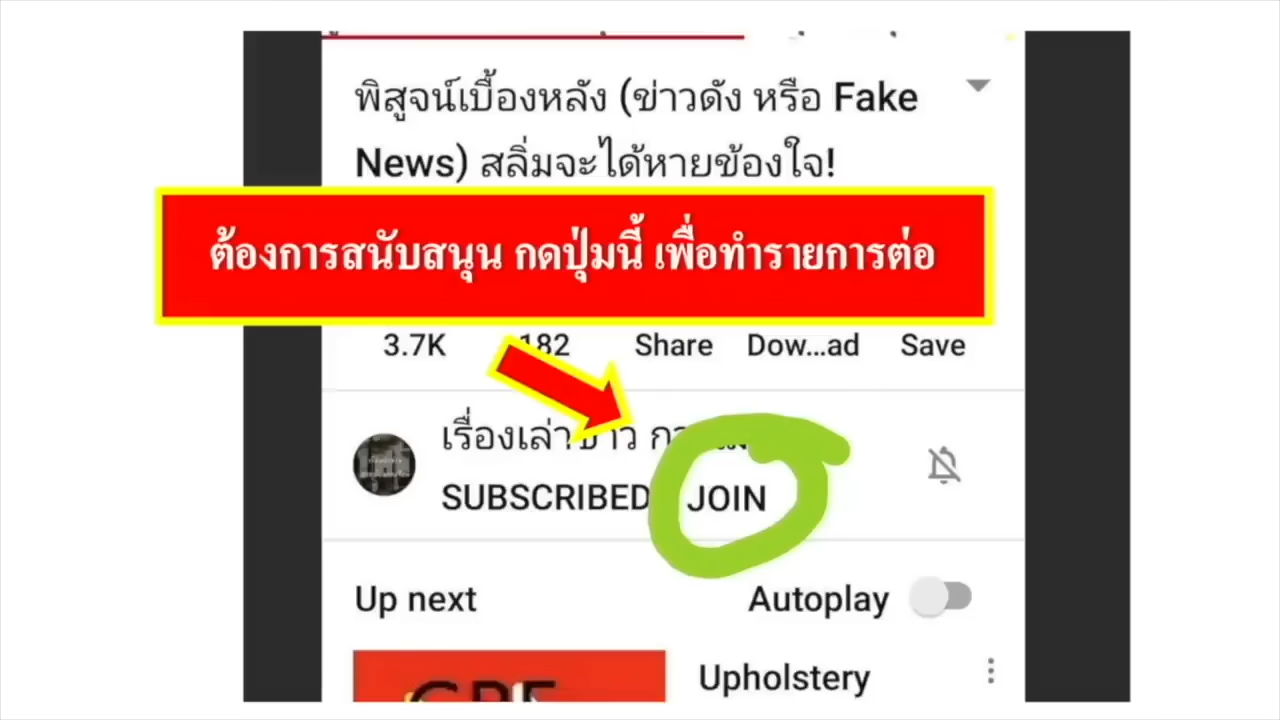 พิสูจน์เบื้องหลัง (ข่าวดัง หรือ Fake
News) สลิ่มจะได้หายข้องใจ!
ต้องการสนับสนุน กดปุ่มนี้ เพื่อทำรายการต่อ
3.7K 182 Share Dow...ad Save
เรื่องเล่าข่าว
SUBSCRIBED JOIN
Up next Autoplay
Upholstery